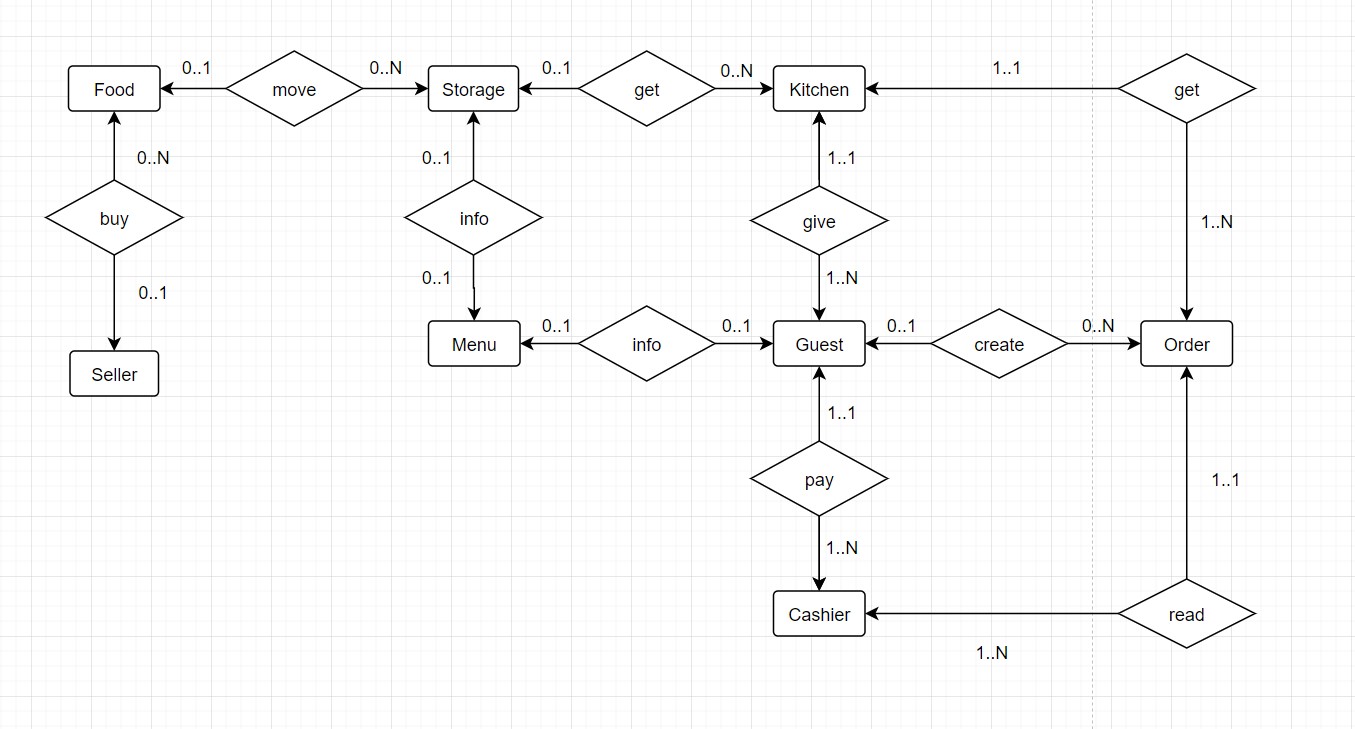 0..1
0..N
0..1
0..N
1..1
Food
move
Storage
get
Kitchen
get
0..N
0..1
1..1
buy
info
give
1..N
0..1
0..1
1..N
0..1
0..1
0..1
0..N
Menu
info
Guest
create
Order
Seller
1..1
pay
1..1
1..N
Cashier
read
1..N